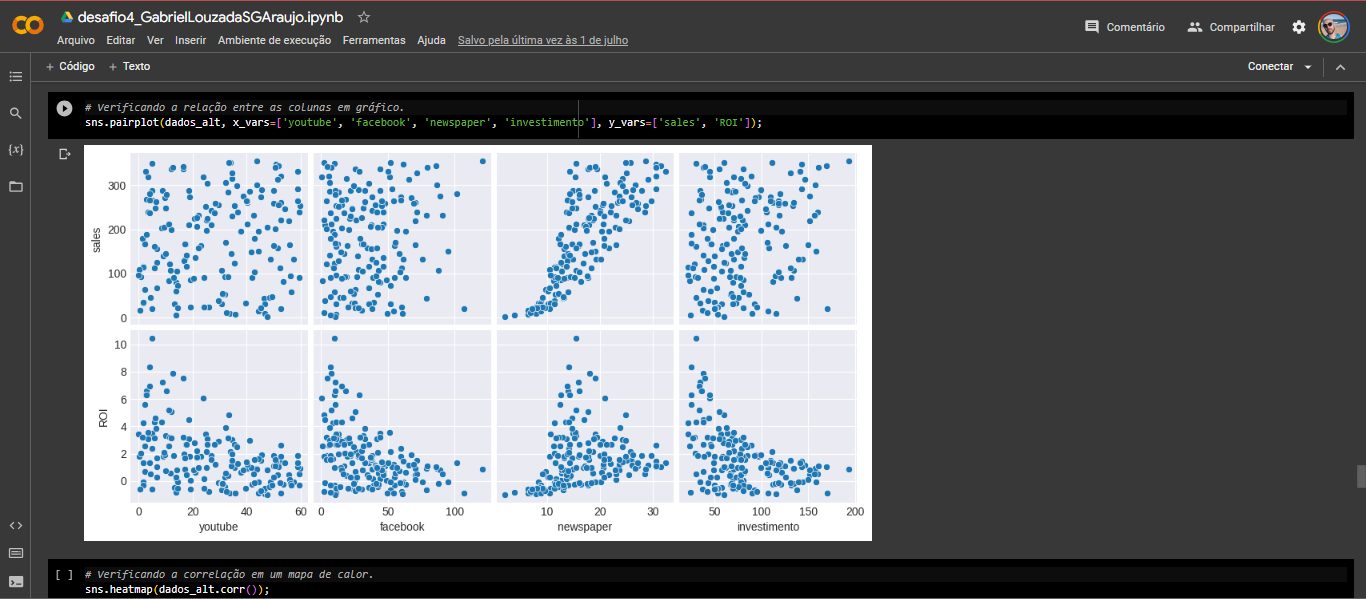 desafio4_GabrielLouzadaSGAraujo.ipynb
Comentário Compartilhar
Arquivo Editar Ver Inserir Ambiente de execução Ferramentas Ajuda Salvo pela última vez às 1 de julho
+ Código + Texto
Conectar
# Verificando a relação entre as colunas em gráfico.
sns.pairplot(dados_alt, x_vars=['youtube', 'facebook', 'newspaper', 'investimento'], y_vars=['sales', 'ROI']);
{x}
sales
300
200
100
0
ROI
10
8
6
4
2
0
0 20 40 60 0 50 100 10 20 30 50 100 150 200
youtube facebook newspaper investimento
[ ] # Verificando a correlação em um mapa de calor.
sns.heatmap(dados_alt.corr());